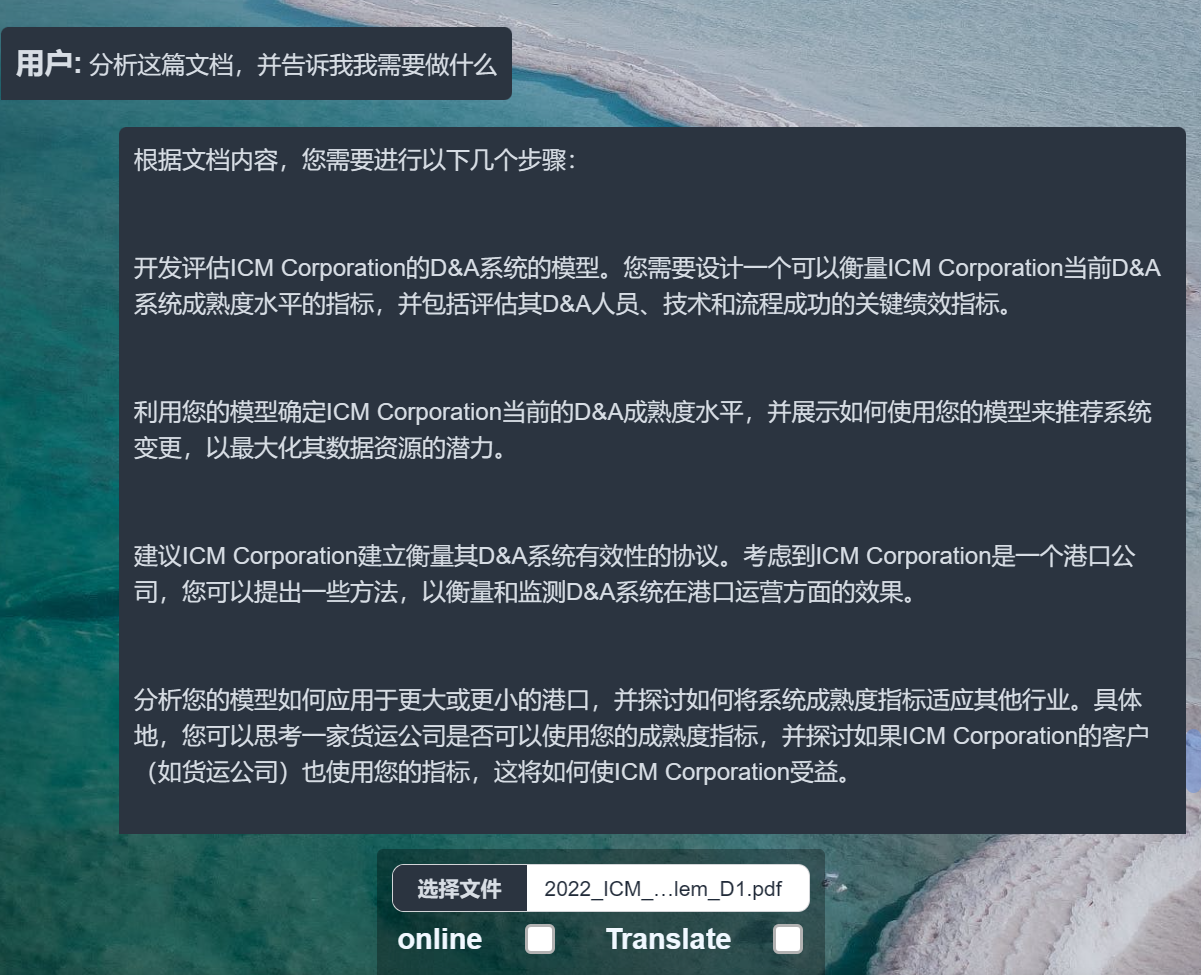 用户: 分析这篇文档，并告诉我我需要做什么
根据文档内容，您需要进行以下几个步骤：
开发评估ICM Corporation的D&A系统的模型。您需要设计一个可以衡量ICM Corporation当前D&A
系统成熟度水平的指标，并包括评估其D&A人员、技术和流程成功的关键绩效指标。
利用您的模型确定ICM Corporation当前的D&A成熟度水平，并展示如何使用您的模型来推荐系统
变更，以最大化其数据资源的潜力。
建议ICM Corporation建立衡量其D&A系统有效性的协议。考虑到ICM Corporation是一个港口公
司，您可以提出一些方法，以衡量和监测D&A系统在港口运营方面的效果。
分析您的模型如何应用于更大或更小的港口，并探讨如何将系统成熟度指标适应其他行业。具体
地，您可以思考一家货运公司是否可以使用您的成熟度指标，并探讨如果ICM Corporation的客户
（如货运公司）也使用您的指标，这将如何使ICM Corporation受益。
选择文件 2022_ICM_...lem_D1.pdf
online Translate